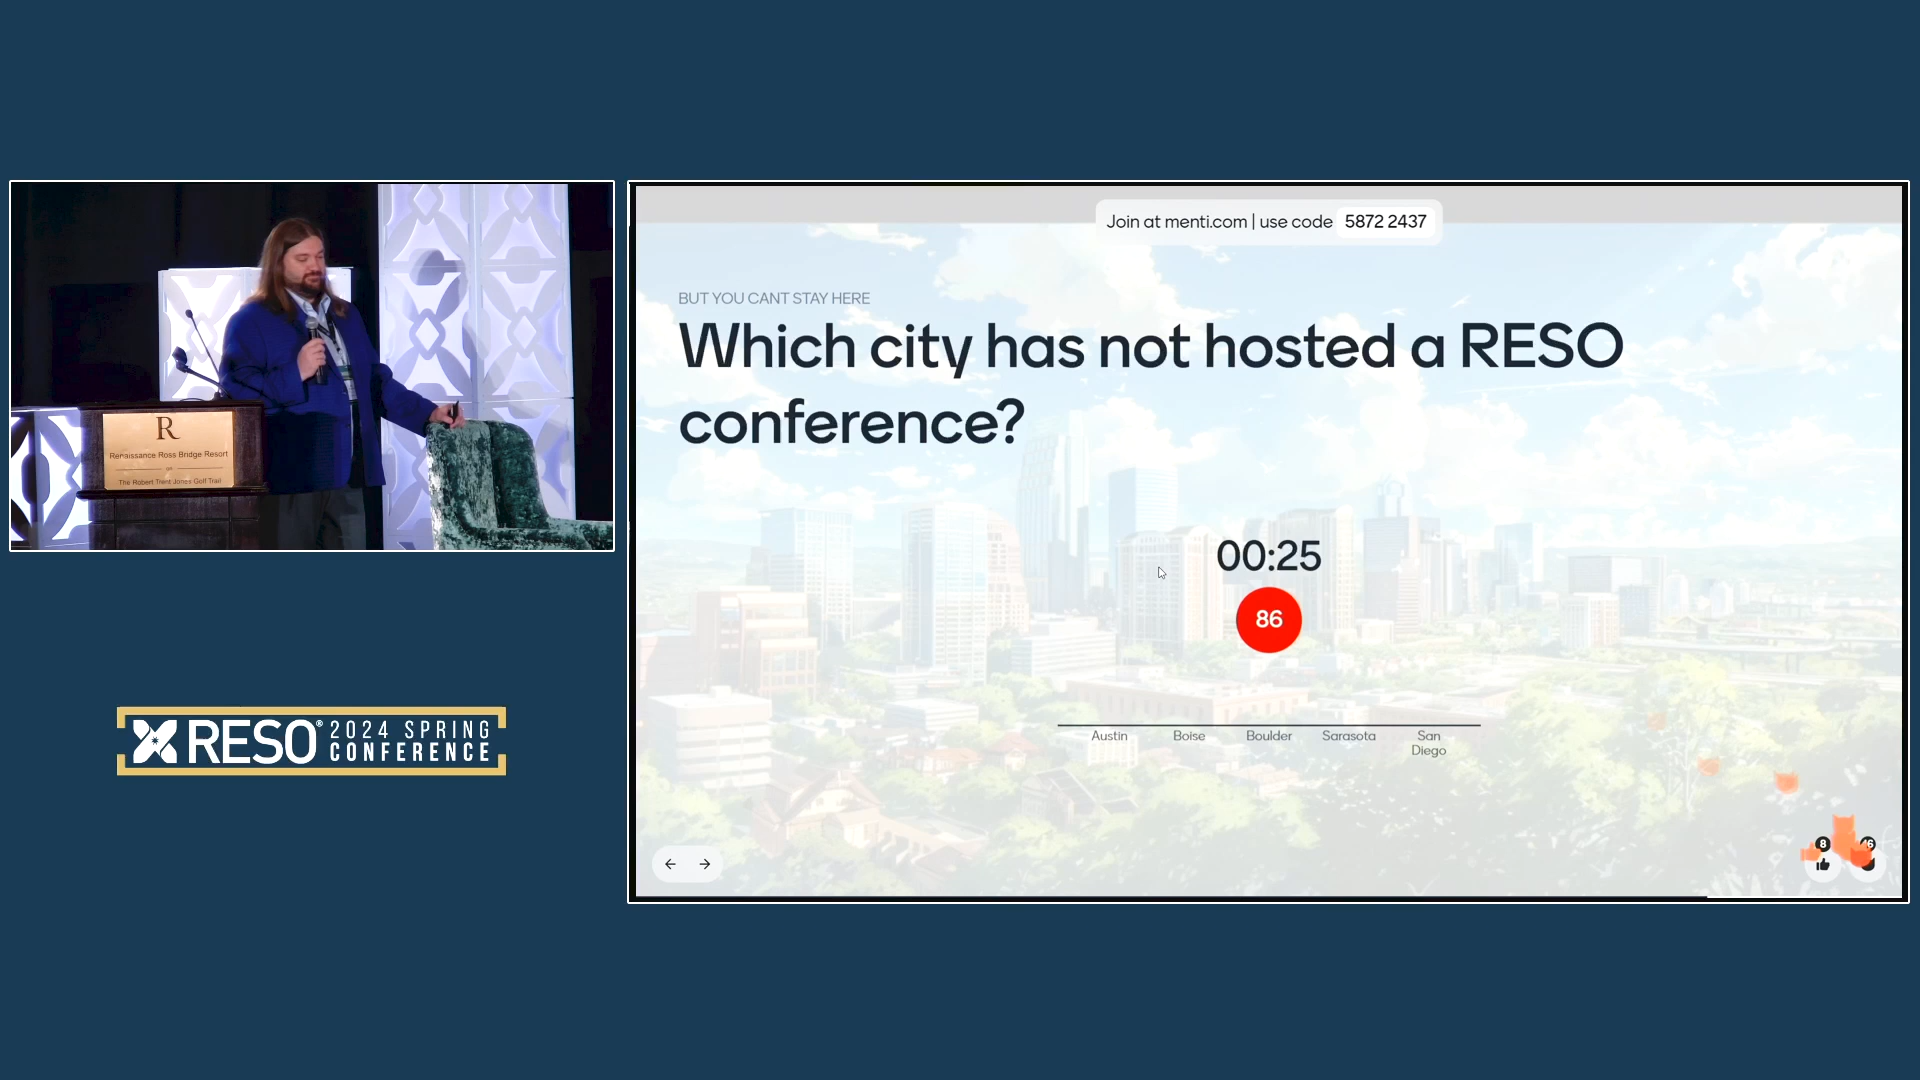 R
Renaissance Ross Bridge Resort
The Robert Trent Jones Golf Trail
RESO® 2024 SPRING
CONFERENCE
Join at menti.com | use code 5872 2437
BUT YOU CANT STAY HERE
Which city has not hosted a RESO
conference?
00:25
86
Austin Boise Boulder Sarasota San
Diego
8